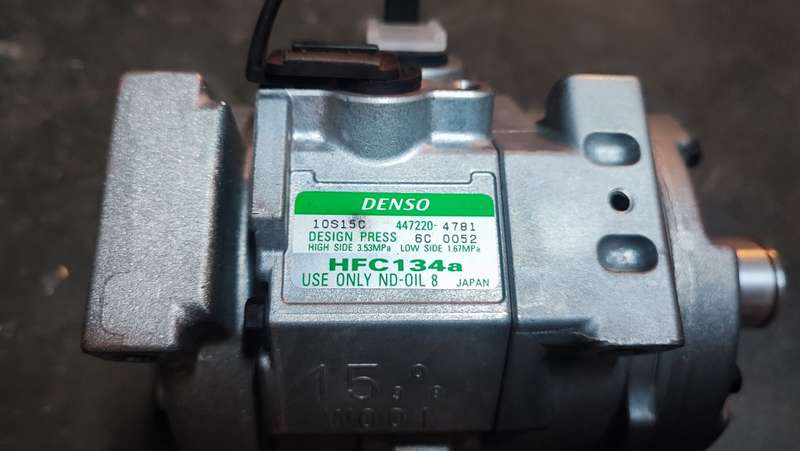 DENSO
10S15C 447220-4781
DESIGN PRESS 6C 0052
HIGH SIDE 3.53MPa LOW SIDE 1.67MPa
HFC134a
USE ONLY ND-OIL 8 JAPAN
15